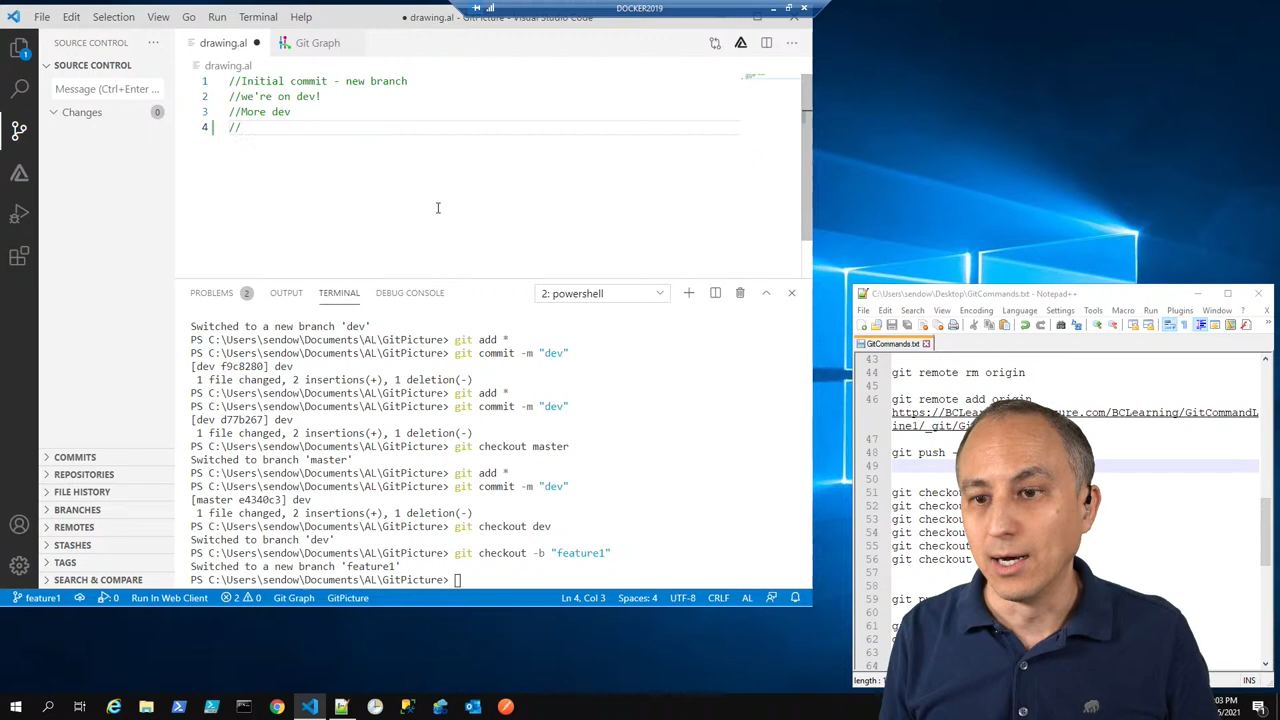 DOCKER2019
File Edit Selection View Go Run Terminal
drawing.al - GitPicture - Visual Studio Code
SOURCE CONTROL
SOURCE CONTROL
Message (Ctrl+Enter ...
Changes 0
1
drawing.al
Git Graph
drawing.al
1 //Initial commit - new branch
2 //we're on dev!
3 //More dev
4 //
PROBLEMS 2 OUTPUT TERMINAL DEBUG CONSOLE
2: powershell
Switched to a new branch 'dev'
PS C:\Users\sendow\Documents\AL\GitPicture> git add *
PS C:\Users\sendow\Documents\AL\GitPicture> git commit -m "dev"
[dev f9c8280] dev
1 file changed, 2 insertions(+), 1 deletion(-)
PS C:\Users\sendow\Documents\AL\GitPicture> git add *
PS C:\Users\sendow\Documents\AL\GitPicture> git commit -m "dev"
[dev d77b267] dev
1 file changed, 2 insertions(+), 1 deletion(-)
PS C:\Users\sendow\Documents\AL\GitPicture> git checkout master
Switched to branch 'master'
PS C:\Users\sendow\Documents\AL\GitPicture> git add *
PS C:\Users\sendow\Documents\AL\GitPicture> git commit -m "dev"
[master e4340c3] dev
1 file changed, 2 insertions(+)
PS C:\Users\sendow\Documents\AL\GitPicture> git checkout dev
Switched to branch 'dev'
PS C:\Users\sendow\Documents\AL\GitPicture> git checkout -b "feature1"
Switched to a new branch 'feature1'
PS C:\Users\sendow\Documents\AL\GitPicture>
COMMITS
REPOSITORIES
FILE HISTORY
BRANCHES
REMOTES
STASHES
TAGS
SEARCH & COMPARE
feature1 0 Run In Web Client 2 0 Git Graph GitPicture
Ln 4, Col 3 Spaces: 4 UTF-8 CRLF AL
C:\Users\sendow\Desktop\GitCommands.txt - Notepad++
File Edit Search View Encoding Language Settings Tools Macro Run Plugins Window
GitCommands.txt
43
44 git remote rm origin
45
46 git remote add origin
47
48 git push
49
50
51 git checkout
52 git checkout
53 git checkout
54 git checkout
55 git checkout
56 git checkout
57
58
59
60
61
62
63
64
length :
INS